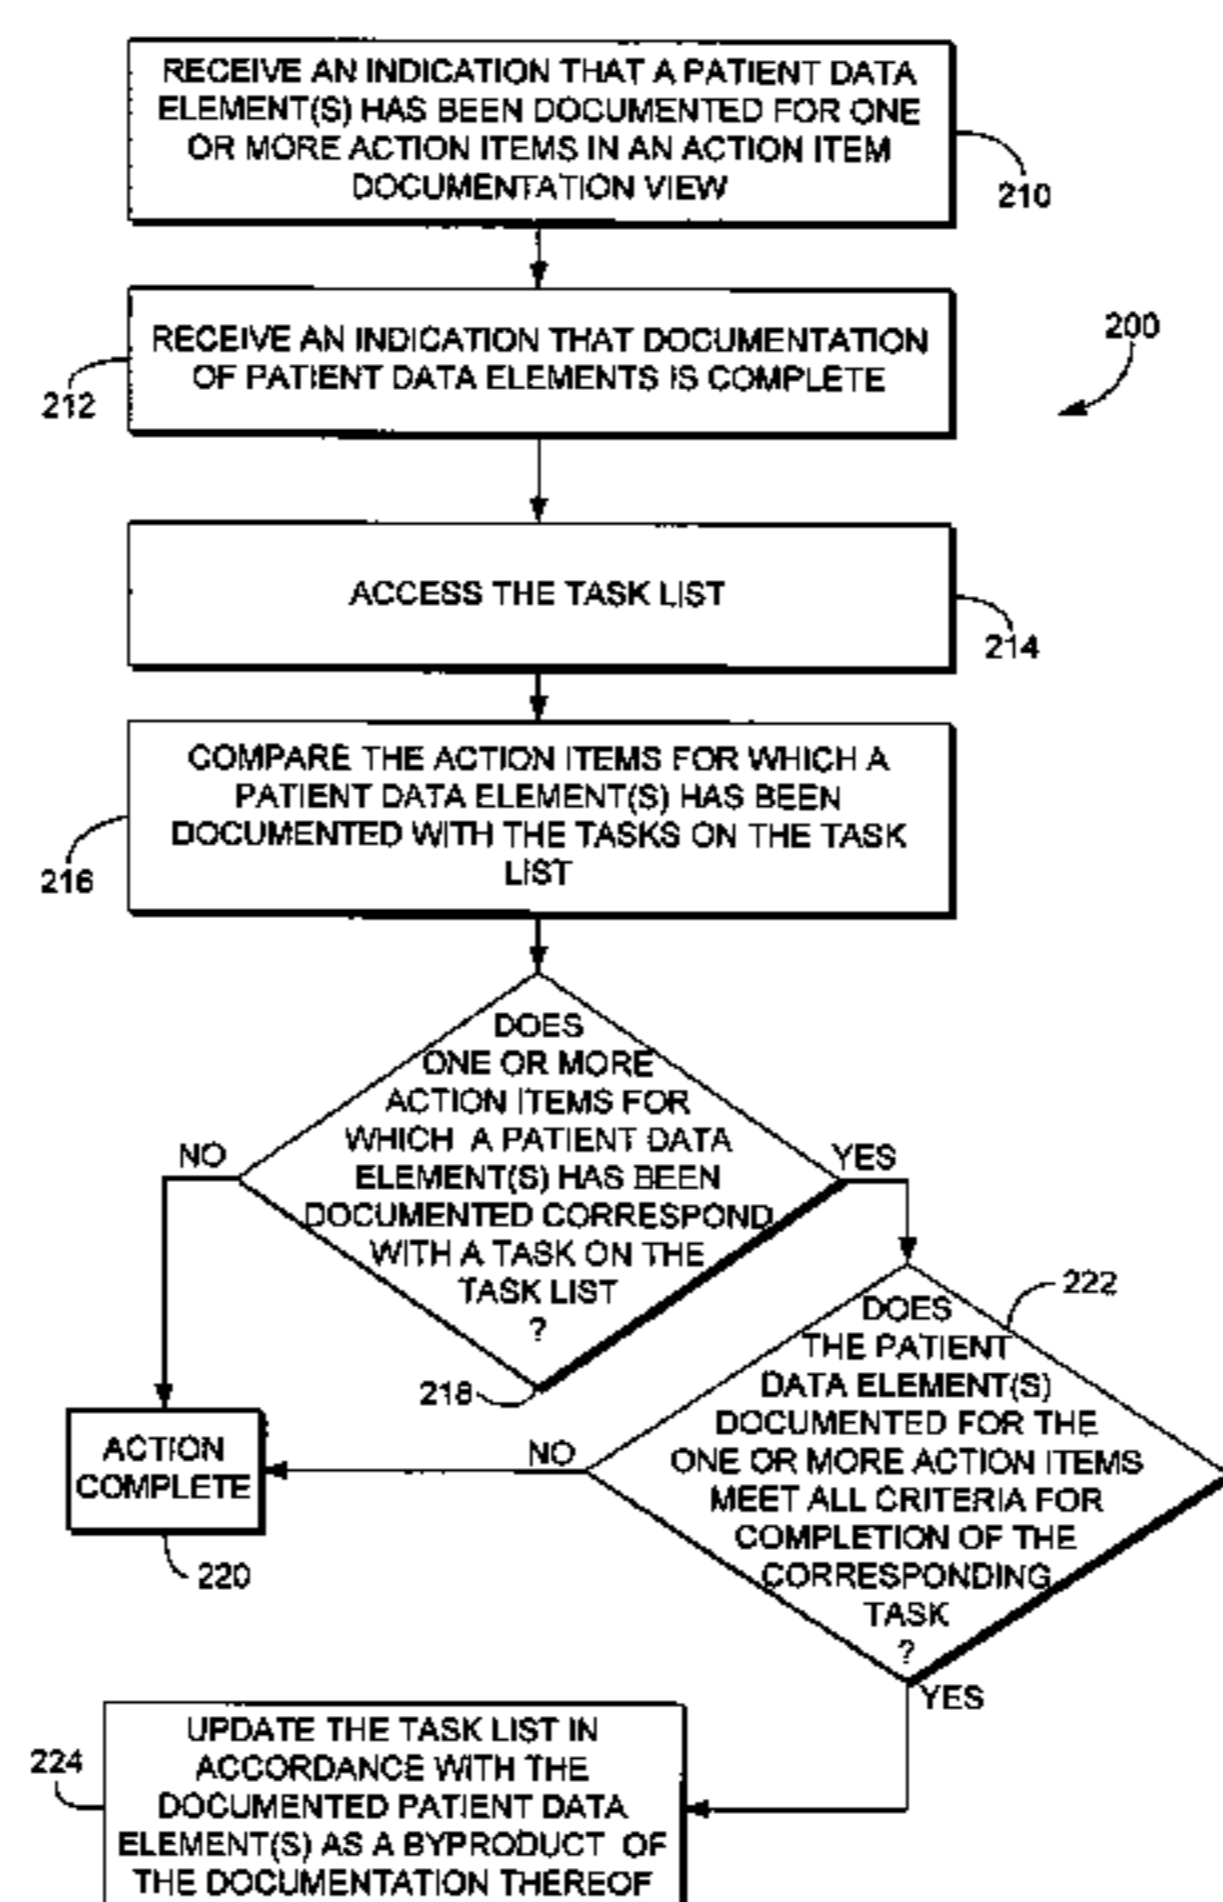 RECEIVE AN INDICATION THAT A PATIENT DATA
ELEMENT(S) HAS BEEN DOCUMENTED FOR ONE
OR MORE ACTION ITEMS IN AN ACTION ITEM
DOCUMENTATION VIEW
210
RECEIVE AN INDICATION THAT DOCUMENTATION
OF PATIENT DATA ELEMENTS IS COMPLETE
212
200
ACCESS THE TASK LIST
214
COMPARE THE ACTION ITEMS FOR WHICH A
PATIENT DATA ELEMENT(S) HAS BEEN
DOCUMENTED WITH THE TASKS ON THE TASK
LIST
216
DOES
ONE OR MORE
ACTION ITEMS FOR
WHICH A PATIENT DATA
ELEMENT(S) HAS BEEN
DOCUMENTED CORRESPOND
WITH A TASK ON THE
TASK LIST
?
NO
YES
218
222
DOES
THE PATIENT
DATA ELEMENT(S)
DOCUMENTED FOR THE
ONE OR MORE ACTION ITEMS
MEET ALL CRITERIA FOR
COMPLETION OF THE
CORRESPONDING
TASK
?
NO
YES
ACTION
COMPLETE
220
UPDATE THE TASK LIST IN
ACCORDANCE WITH THE
DOCUMENTED PATIENT DATA
ELEMENT(S) AS A BYPRODUCT OF
THE DOCUMENTATION THEREOF
224